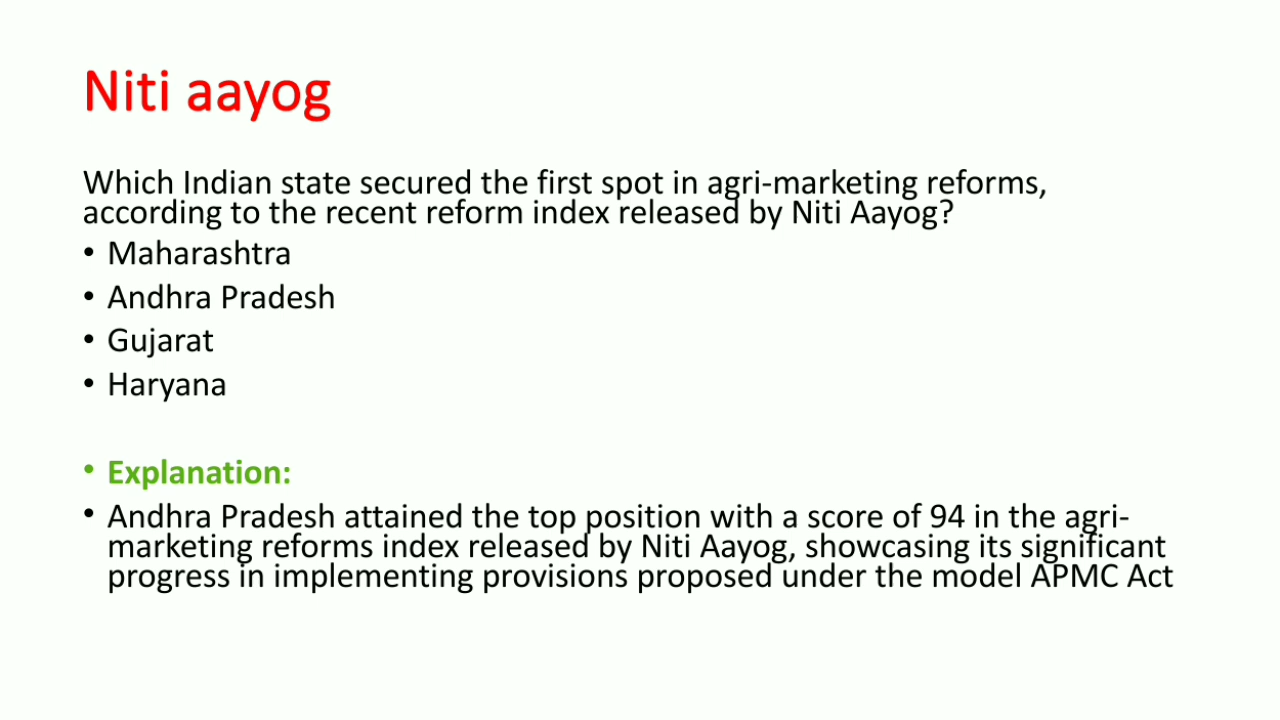 Niti aayog
Which Indian state secured the first spot in agri-marketing reforms,
according to the recent reform index released by Niti Aayog?
• Maharashtra
• Andhra Pradesh
• Gujarat
• Haryana
• Explanation:
• Andhra Pradesh attained the top position with a score of 94 in the agri-
marketing reforms index released by Niti Aayog, showcasing its significant
progress in implementing provisions proposed under the model APMC Act